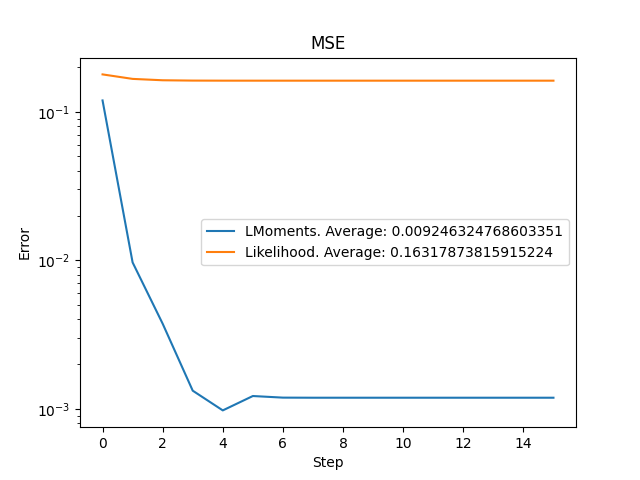 MSE
10⁻¹
10⁻²
10⁻³
Error
LMoments. Average: 0.009246324768603351
Likelihood. Average: 0.16317873815915224
0 2 4 6 8 10 12 14
Step